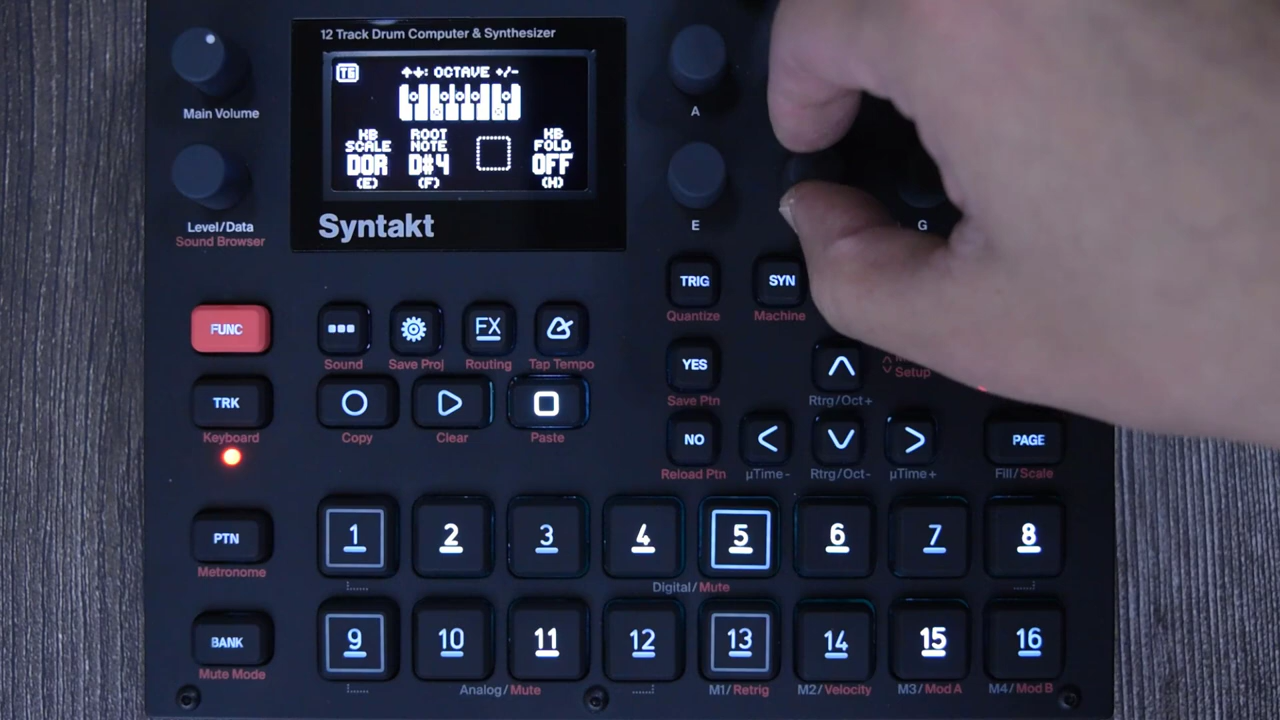 12 Track Drum Computer & Synthesizer
TG
: OCTAVE +/-
KB SCALE
DOR
(E)
ROOT NOTE
D#4
(F)
KB FOLD
OFF
(H)
Syntakt
Main Volume
Level/Data
Sound Browser
A
E
G
TRIG
Quantize
SYN
Machine
FUNC
Sound
Save Proj
FX
Routing
Tap Tempo
YES
Save Ptn
Rtrg/Oct+
Setup
TRK
Keyboard
Copy
Clear
Paste
NO
Reload Ptn
µTime-
Rtrg/Oct-
µTime+
PAGE
Fill/Scale
PTN
Metronome
1 2 3 4 5 6 7 8
Digital/Mute
BANK
Mute Mode
9 10 11 12 13 14 15 16
Analog/Mute
M1/Retrig
M2/Velocity
M3/Mod A
M4/Mod B